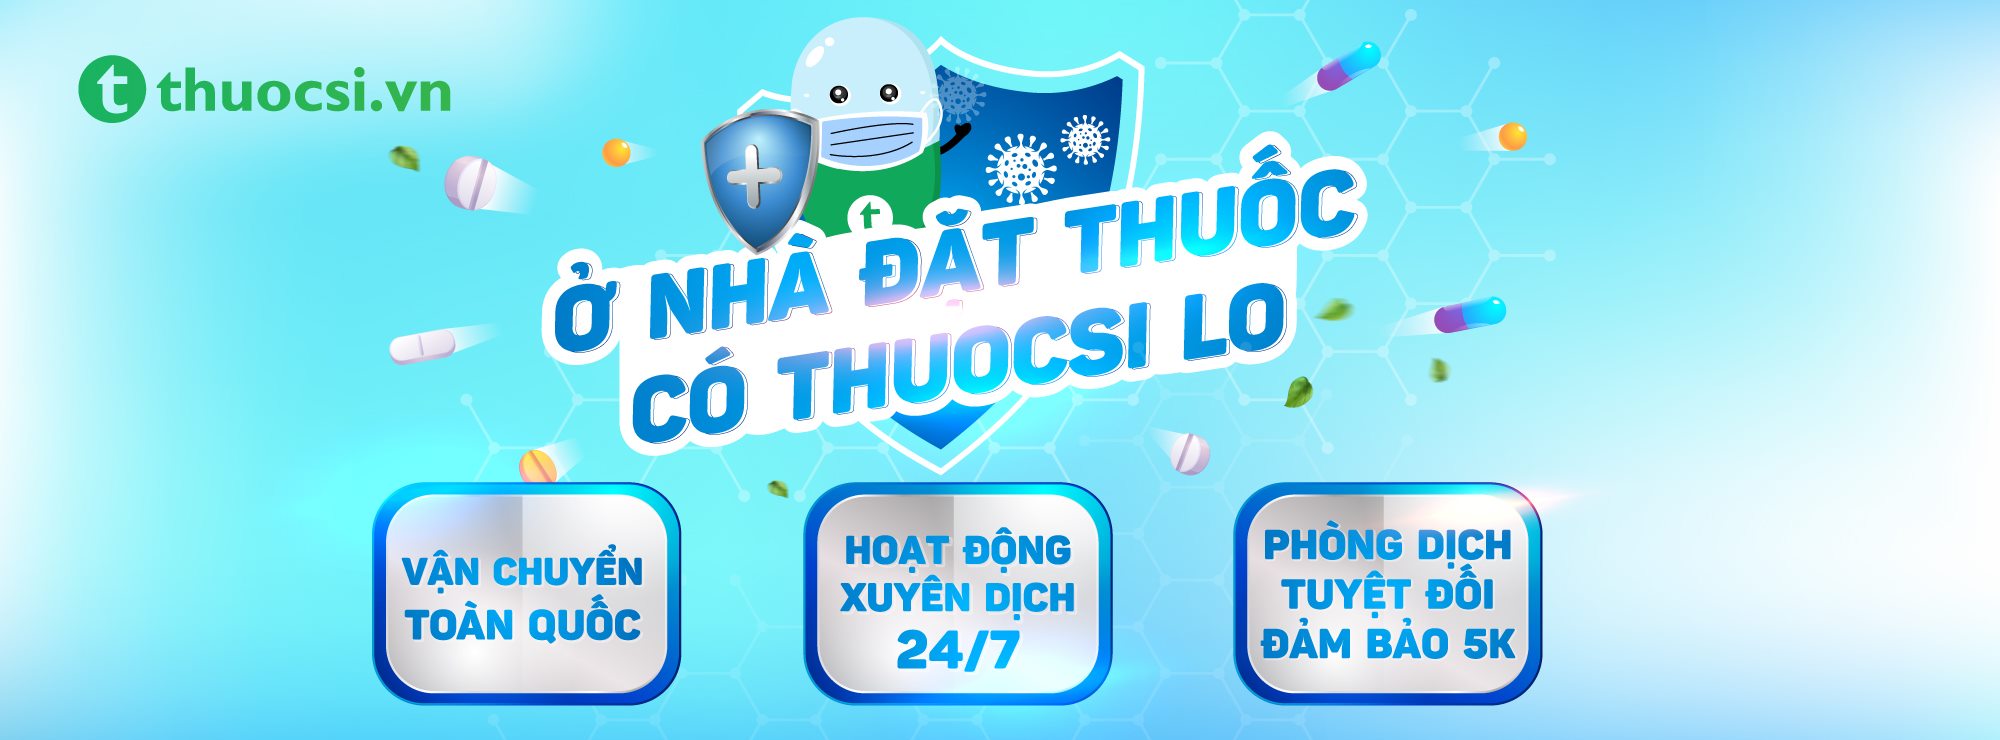 thuocsi.vn
Ở NHÀ ĐẶT THUỐC
CÓ THUOCSI LO
VẬN CHUYỂN
TOÀN QUỐC
HOẠT ĐỘNG
XUYÊN DỊCH
24/7
PHÒNG DỊCH
TUYỆT ĐỐI
ĐẢM BẢO 5K